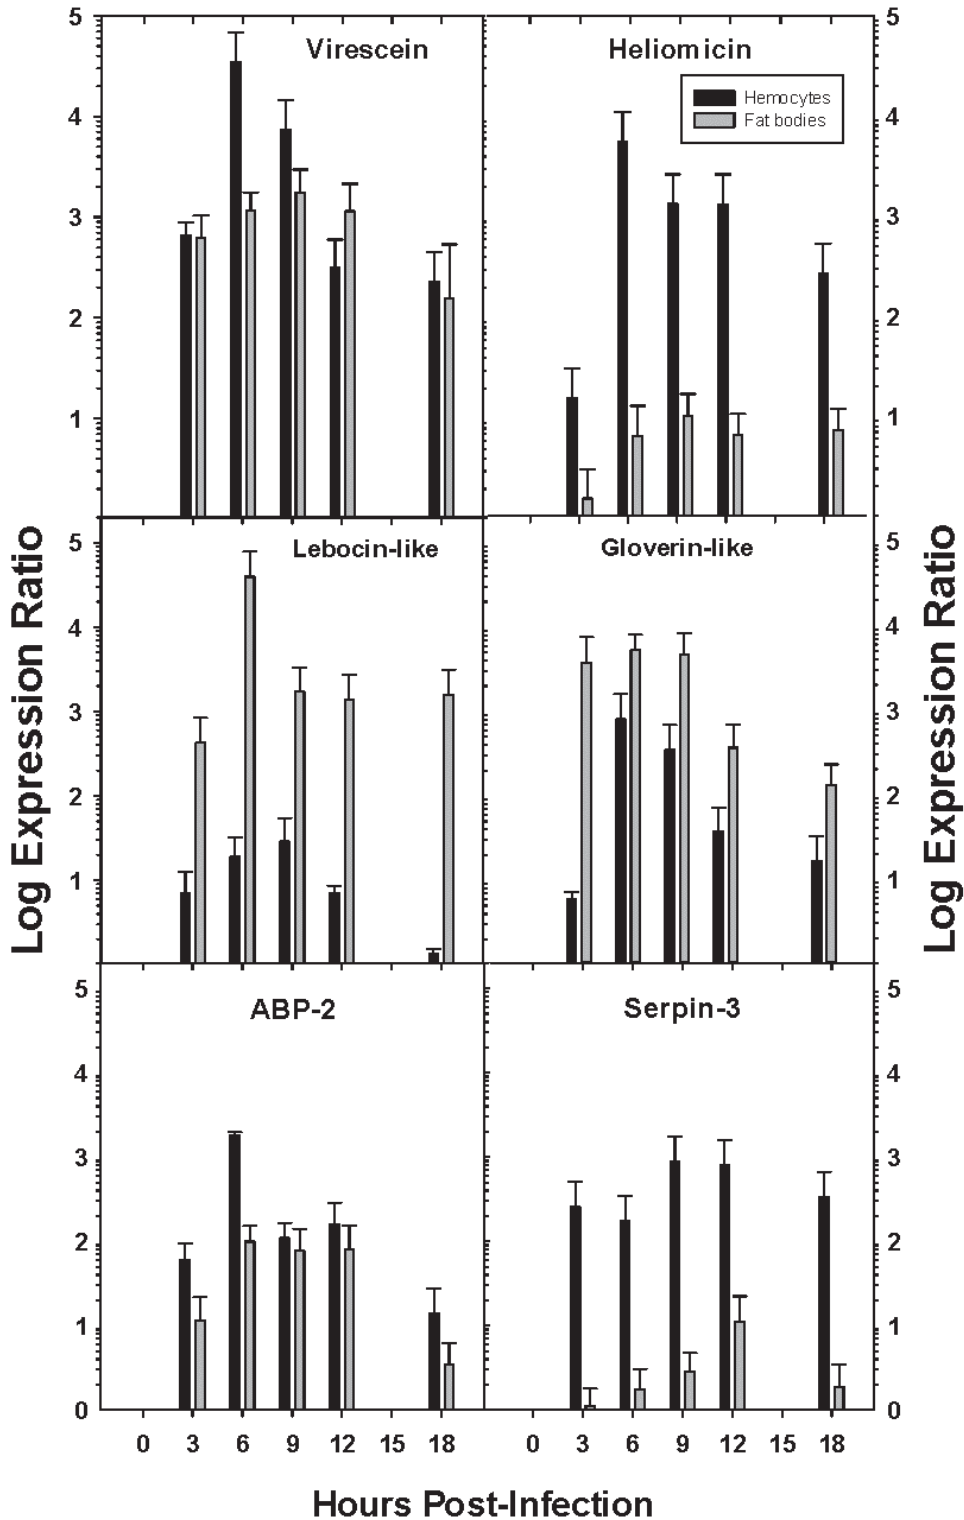 5
5
Virescein
Heliomicin
Hemocytes
Fat bodies
4
4
3
3
2
2
1
1
5
5
Lebocin-like
Gloverin-like
4
4
3
3
2
2
1
1
Log Expression Ratio
Log Expression Ratio
5
5
ABP-2
Serpin-3
4
4
3
3
2
2
1
1
0
0
0 3 6 9 12 15 18
0 3 6 9 12 15 18
Hours Post-Infection